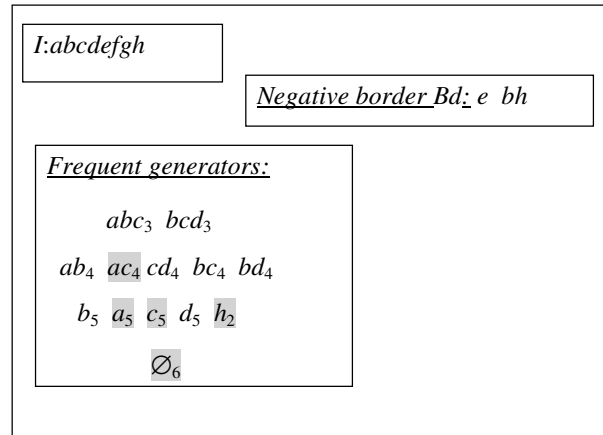 I:abcdefgh
Negative border Bd: e bh
Frequent generators:
abc₃ bcd₃
ab₄ ac₄ cd₄ bc₄ bd₄
b₅ a₅ c₅ d₅ h₂
∅₆